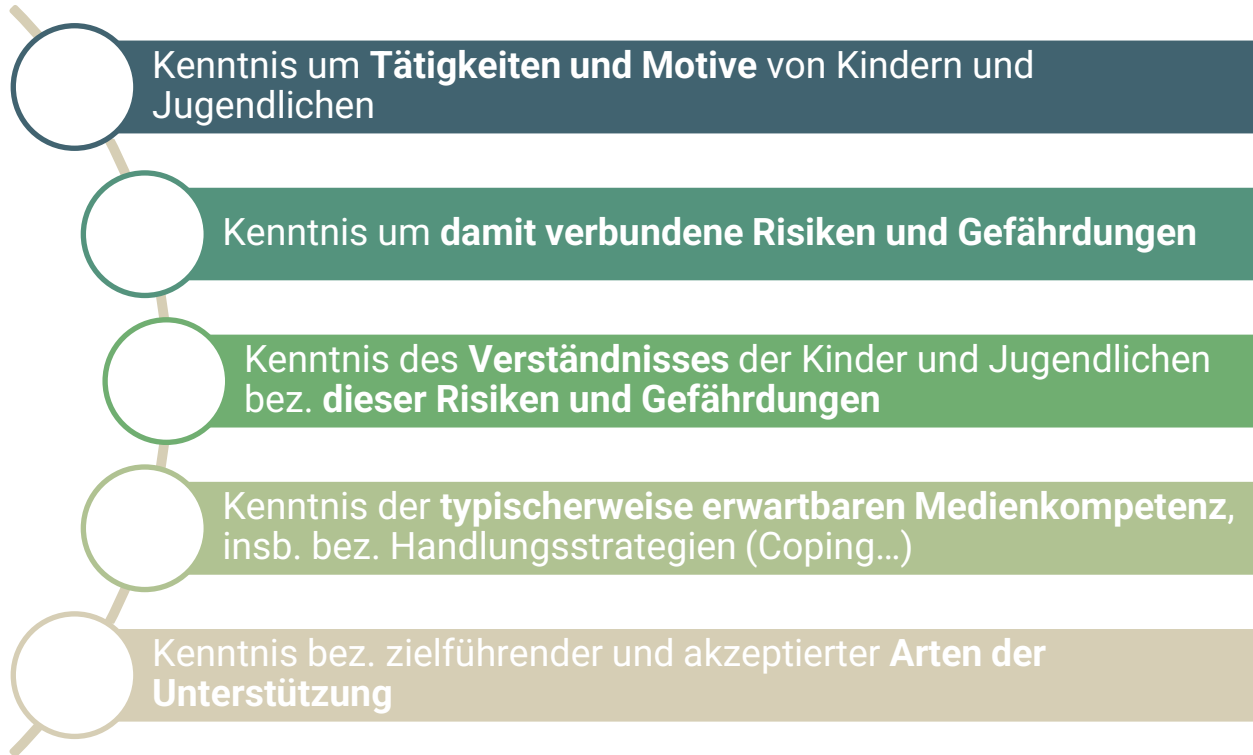 Kenntnis um Tätigkeiten und Motive von Kindern und
Jugendlichen
Kenntnis um damit verbundene Risiken und Gefährdungen
Kenntnis des Verständnisses der Kinder und Jugendlichen
bez. dieser Risiken und Gefährdungen
Kenntnis der typischerweise erwartbaren Medienkompetenz,
insb. bez. Handlungsstrategien (Coping…)
Kenntnis bez. zielführender und akzeptierter Arten der
Unterstützung